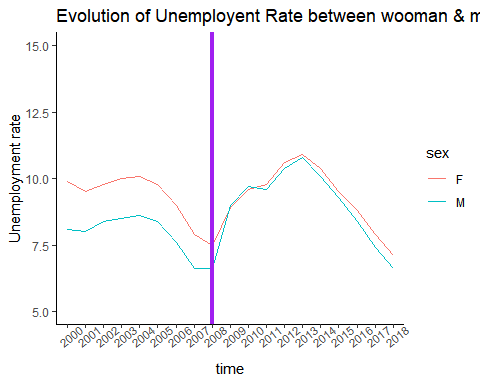 Evolution of Unemployent Rate between wooman & m
15.0
12.5
10.0
7.5
5.0
Unemployment rate
2000 2001 2002 2003 2004 2005 2006 2007 2008 2009 2010 2011 2012 2013 2014 2015 2016 2017 2018
time
sex
F
M